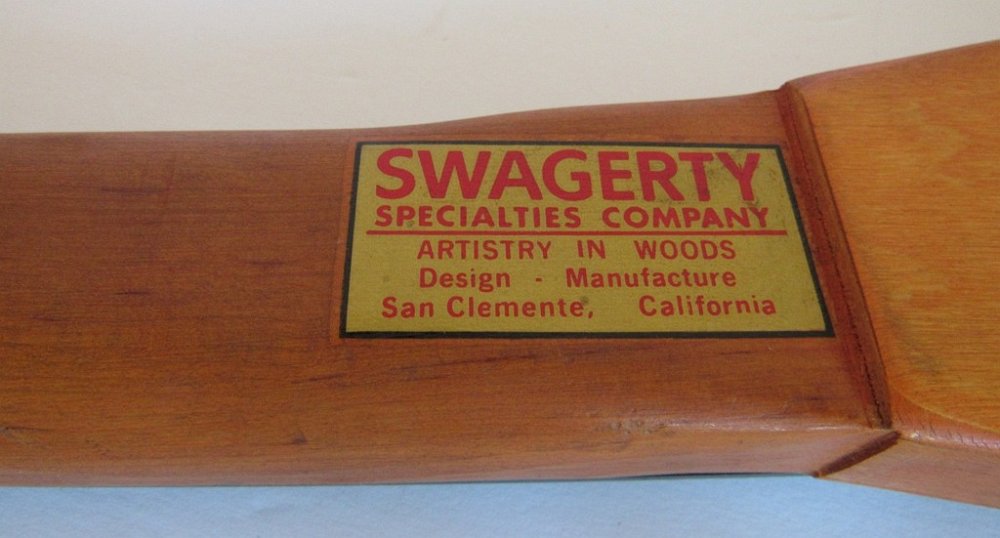 SWAGERTY
SPECIALTIES COMPANY
ARTISTRY IN WOODS
Design - Manufacture
San Clemente, California